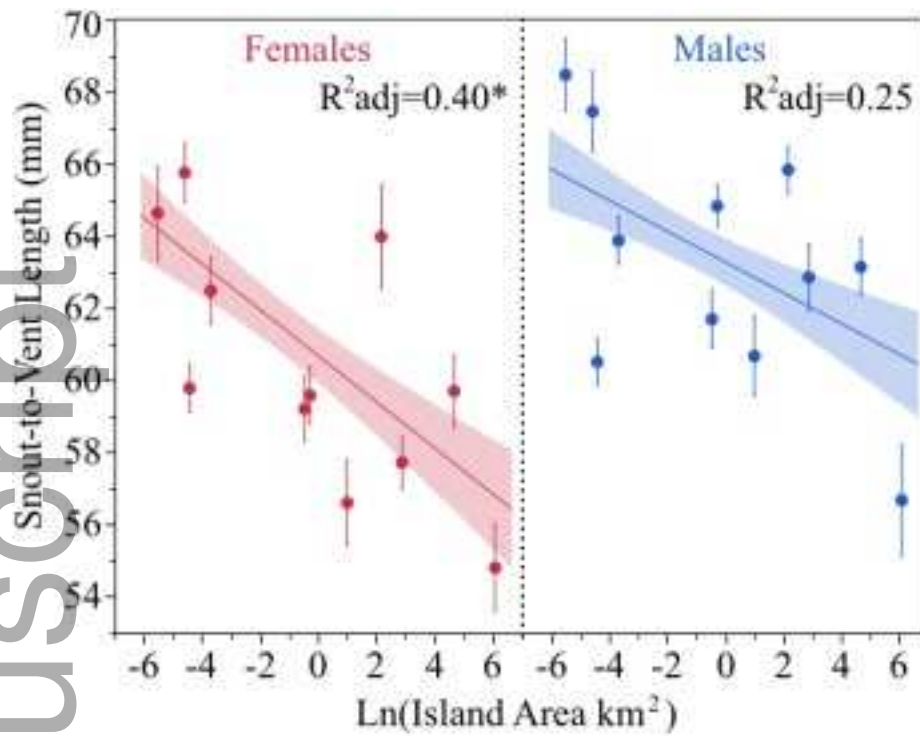 Females
Males
R²adj=0.40*
R²adj=0.25
Snout-to-Vent Length (mm)
70
68
66
64
62
60
58
56
54
-6 -4 -2 0 2 4 6
-6 -4 -2 0 2 4 6
Ln(Island Area km²)
uscript